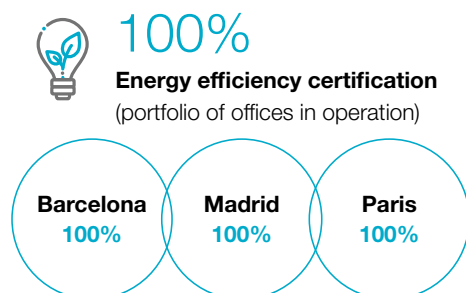 100%
Energy efficiency certification
(portfolio of offices in operation)
Barcelona Madrid Paris
100% 100% 100%